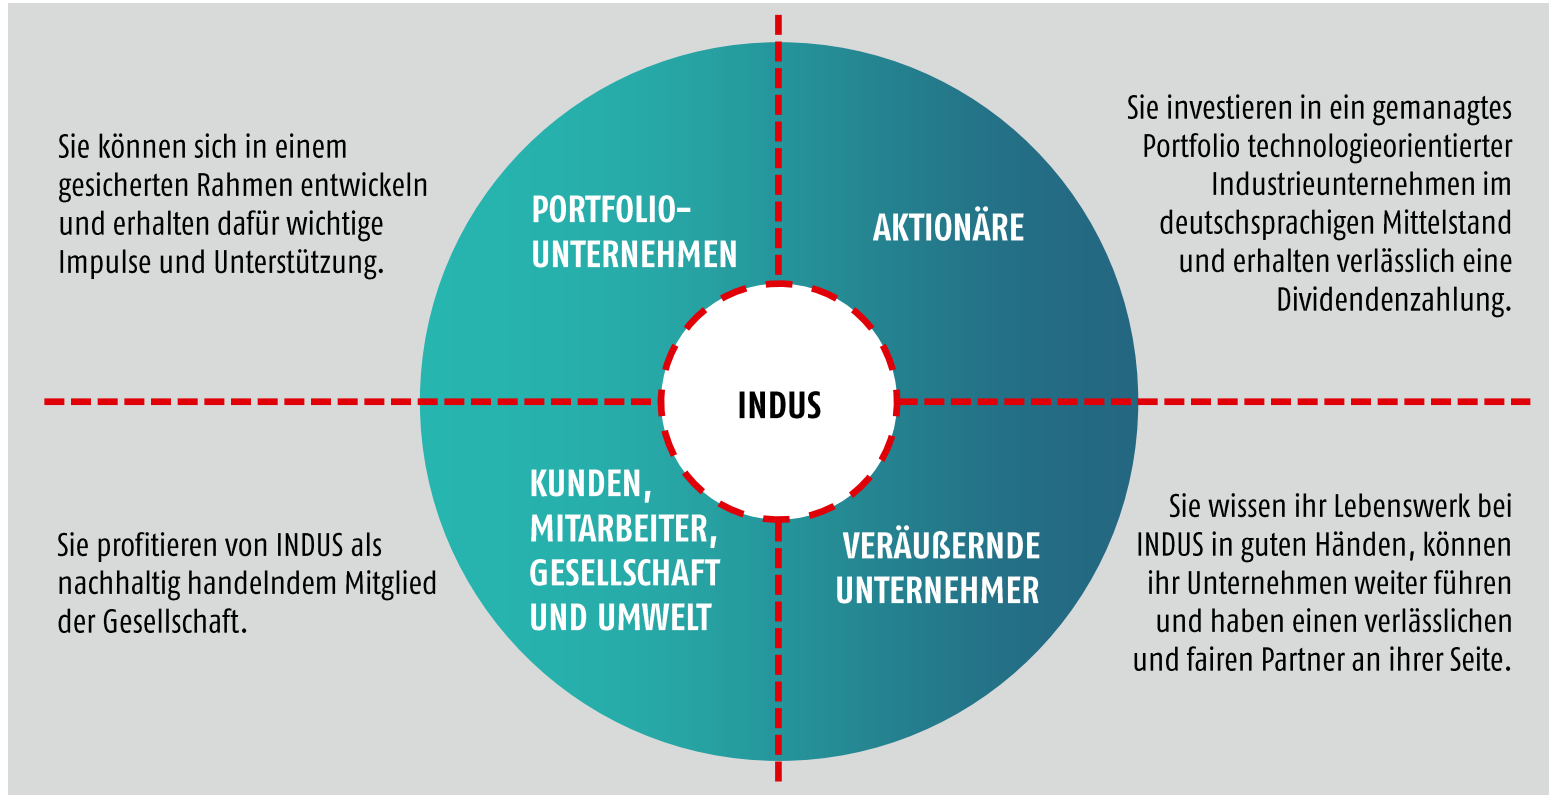 Sie können sich in einem
gesicherten Rahmen entwickeln
und erhalten dafür wichtige
Impulse und Unterstützung.
PORTFOLIO–
UNTERNEHMEN
AKTIONÄRE
Sie investieren in ein gemanagtes
Portfolio technologieorientierter
Industrieunternehmen im
deutschsprachigen Mittelstand
und erhalten verlässlich eine
Dividendenzahlung.
INDUS
Sie profitieren von INDUS als
nachhaltig handelndem Mitglied
der Gesellschaft.
KUNDEN,
MITARBEITER,
GESELLSCHAFT
UND UMWELT
VERÄUßERNDE
UNTERNEHMER
Sie wissen ihr Lebenswerk bei
INDUS in guten Händen, können
ihr Unternehmen weiter führen
und haben einen verlässlichen
und fairen Partner an ihrer Seite.